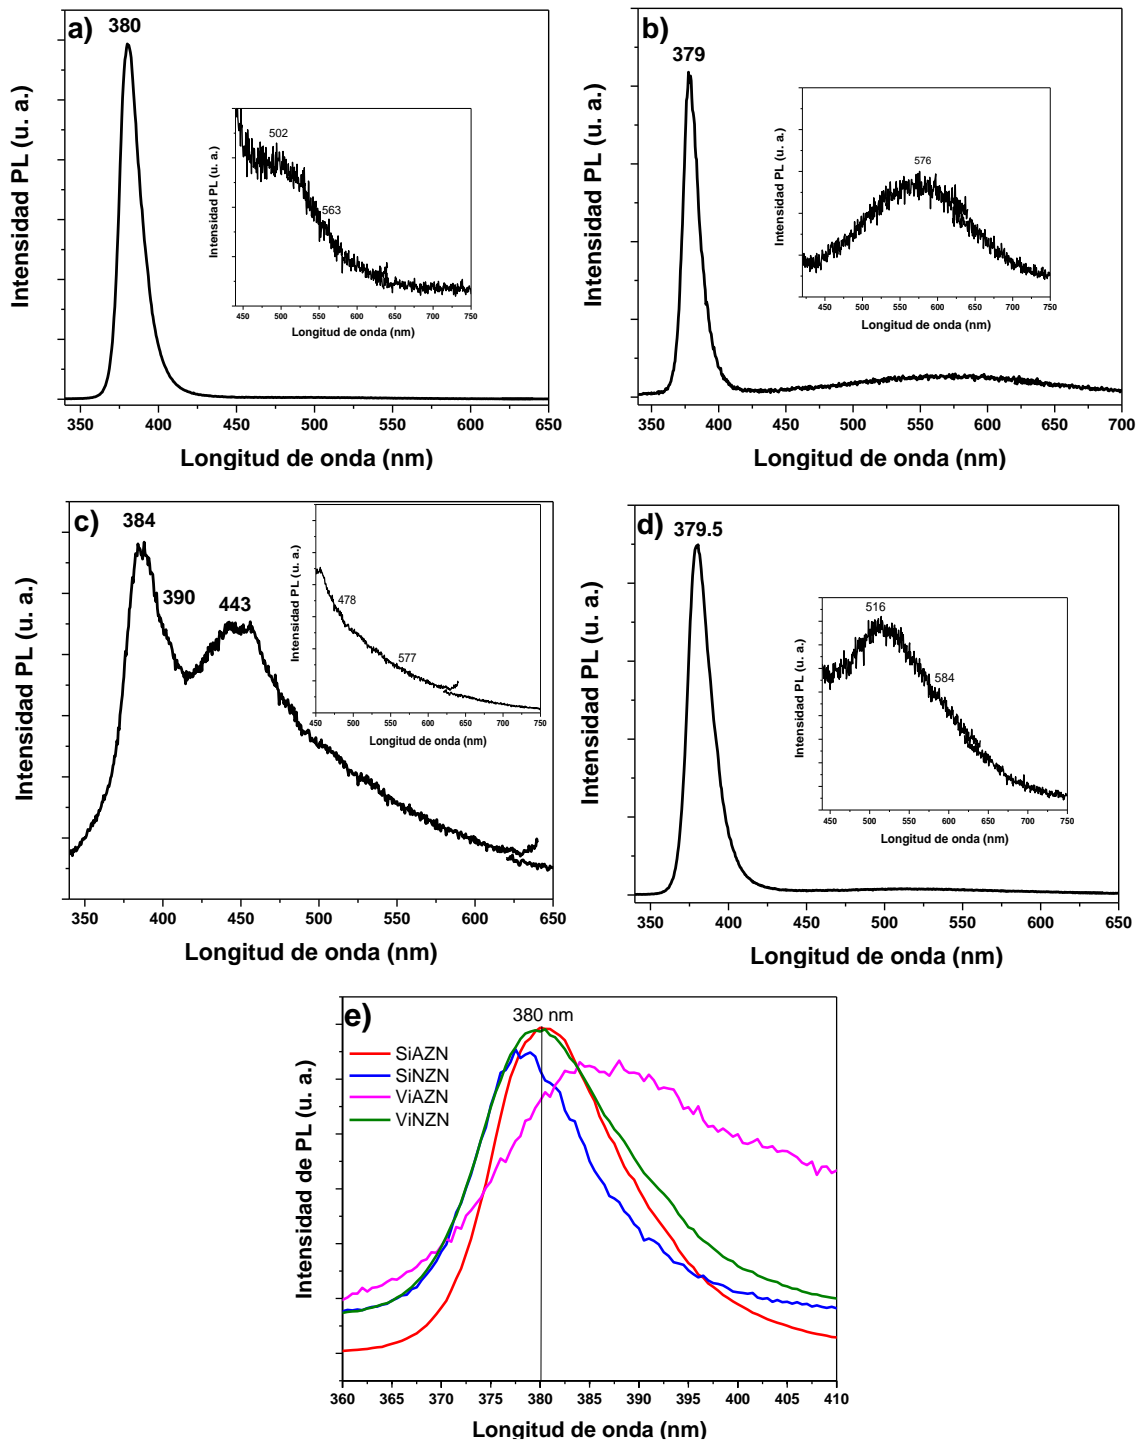 a)
380
Intensidad PL (u. a.)
350 400 450 500 550 600 650
Longitud de onda (nm)
502
563
Intensidad PL (u. a.)
450 500 550 600 650 700 750
Longitud de onda (nm)
b)
379
Intensidad PL (u. a.)
350 400 450 500 550 600 650 700
Longitud de onda (nm)
576
Intensidad PL (u. a.)
450 500 550 600 650 700 750
Longitud de onda (nm)
c)
384
390
443
Intensidad PL (u. a.)
350 400 450 500 550 600 650
Longitud de onda (nm)
478
577
Intensidad PL (u. a.)
450 500 550 600 650 700 750
Longitud de onda (nm)
d)
379.5
Intensidad PL (u. a.)
350 400 450 500 550 600 650
Longitud de onda (nm)
516
584
Intensidad PL (u. a.)
450 500 550 600 650 700 750
Longitud de onda (nm)
e)
380 nm
SiAZN
SiNZN
ViAZN
ViNZN
Intensidad de PL (u. a.)
360 365 370 375 380 385 390 395 400 405 410
Longitud de onda (nm)